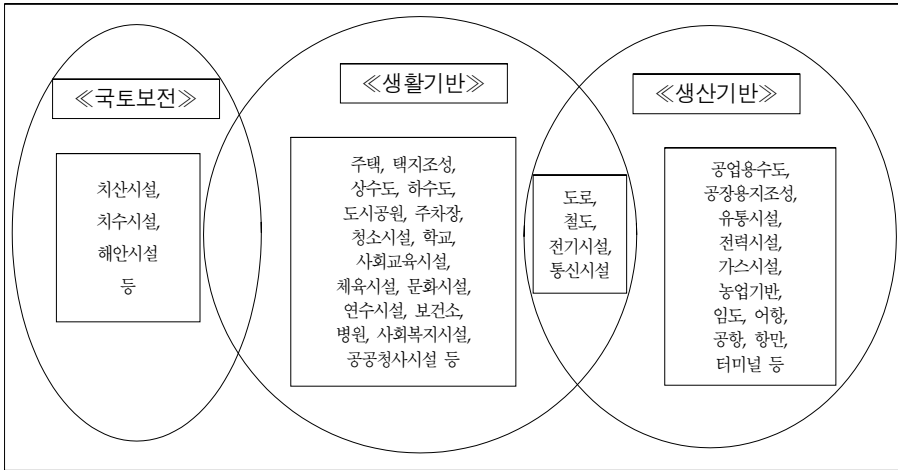 ≪국토보전≫
치산시설,
치수시설,
해안시설
등
≪생활기반≫
주택, 택지조성,
상수도, 하수도,
도시공원, 주차장,
청소시설, 학교,
사회교육시설,
체육시설, 문화시설,
연수시설, 보건소,
병원, 사회복지시설,
공공청사시설 등
도로,
철도,
전기시설,
통신시설
≪생산기반≫
공업용수도,
공장용지조성,
유통시설,
전력시설,
가스시설,
농업기반,
임도, 어항,
공항, 항만,
터미널 등